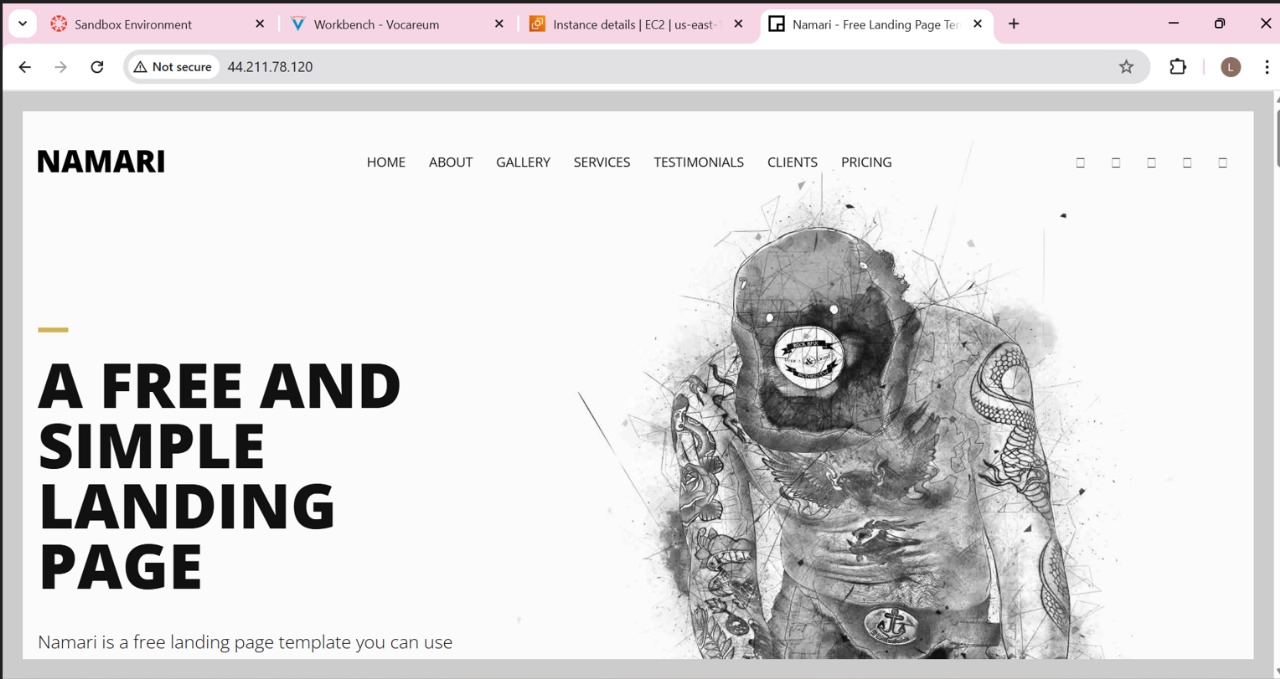 Sandbox Environment
Workbench - Vocareum
Instance details | EC2 | us-east-1
Namari - Free Landing Page Ter
Not secure
44.211.78.120
L
NAMARI
HOME ABOUT GALLERY SERVICES TESTIMONIALS CLIENTS PRICING
A FREE AND
SIMPLE
LANDING
PAGE
Namari is a free landing page template you can use